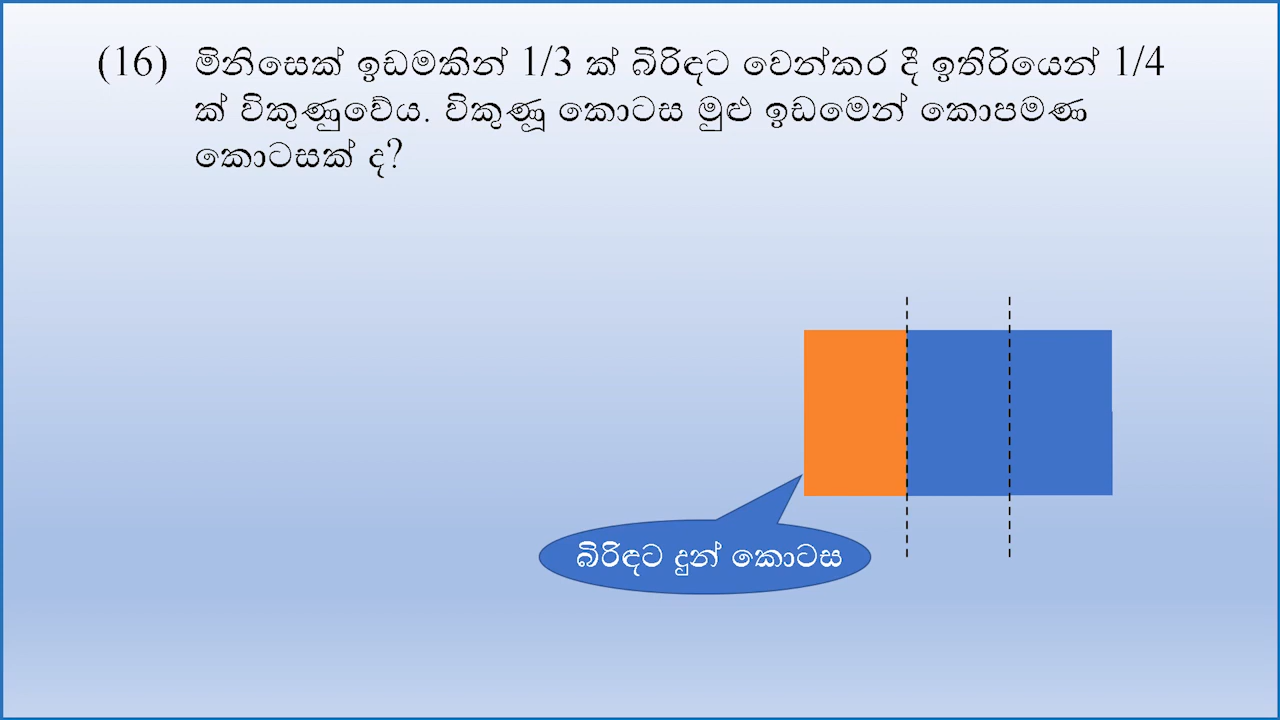 (16) මිනිසෙක් ඉඩමකින් 1/3 ක් බිරිඳට වෙන්කර දී ඉතිරියෙන් 1/4
ක් විකුණුවේය. විකුණූ කොටස මුළු ඉඩමෙන් කොපමණ
කොටසක් ද?
බිරිඳට දුන් කොටස